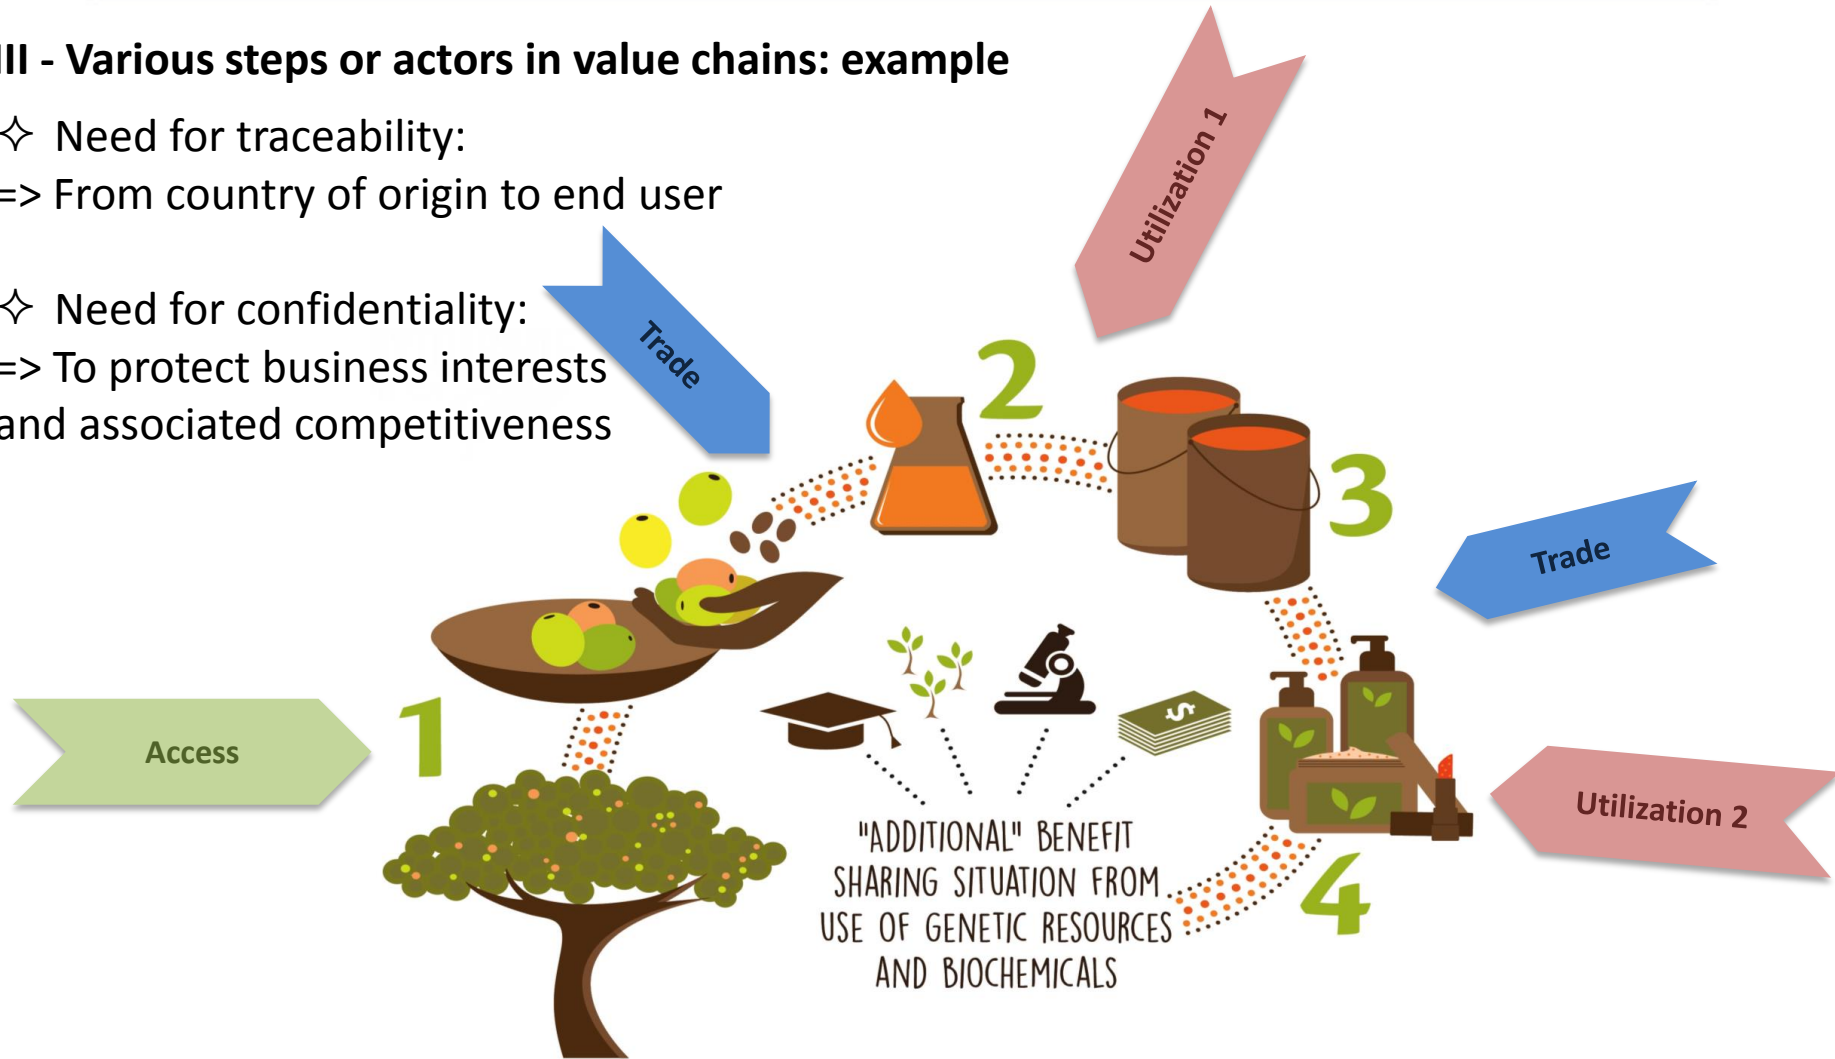 III - Various steps or actors in value chains: example
✧ Need for traceability:
=> From country of origin to end user
✧ Need for confidentiality:
=> To protect business interests
and associated competitiveness
Trade
Utilization 1
2
3
Trade
1
Access
Utilization 2
$
"ADDITIONAL" BENEFIT
SHARING SITUATION FROM
USE OF GENETIC RESOURCES
AND BIOCHEMICALS
4